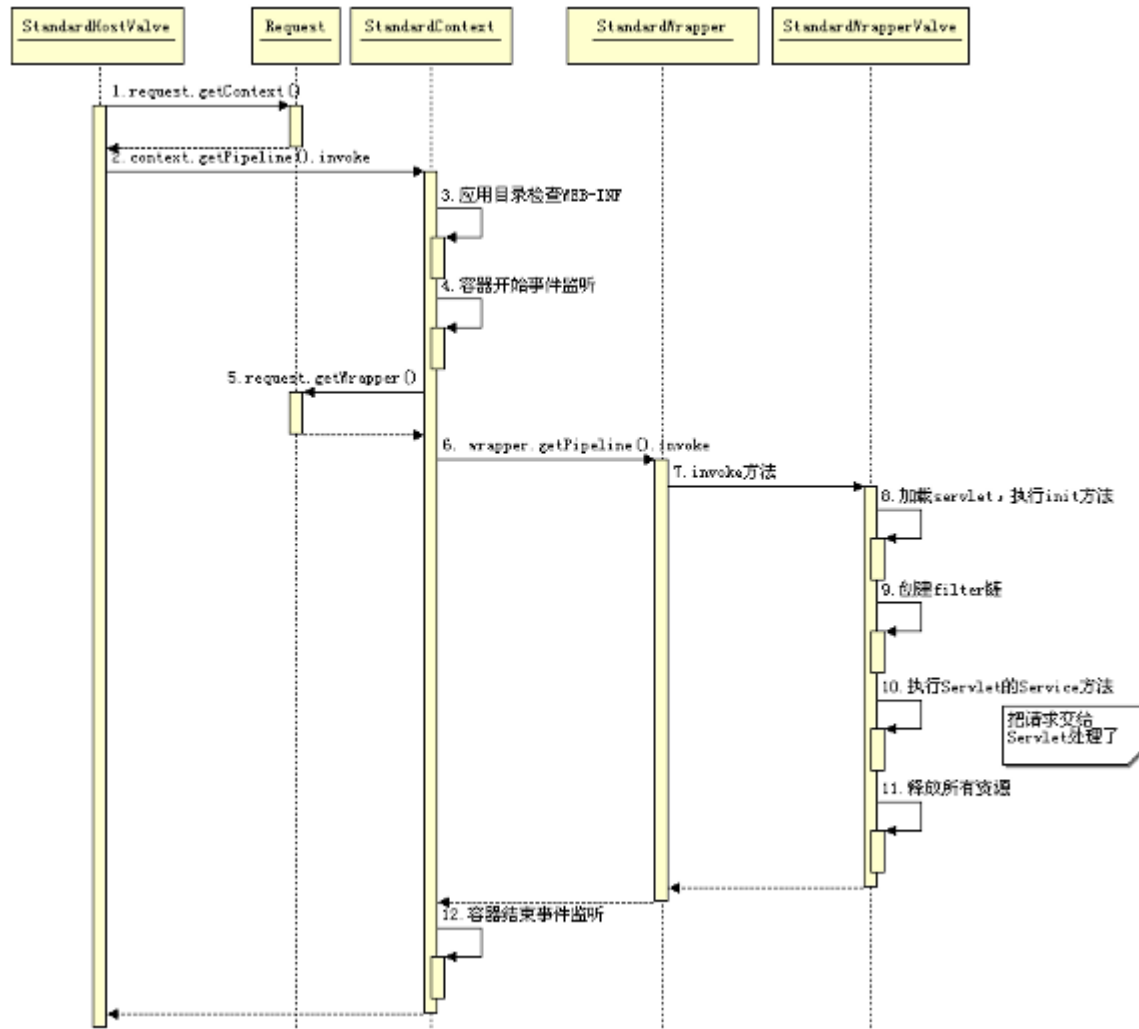 StandardHostValve
Request
StandardContext
StandardWrapper
StandardWrapperValve
1.request.getContext()
2.context.getPipeline().invoke
3.应用目录检查WEB-INF
4.容器开始事件监听
5.request.getWrapper()
6. wrapper.getPipeline().invoke
7.invoke方法
8.加载servlet，执行init方法
9.创建filter链
10.执行Servlet的Service方法
把请求交给
Servlet处理了
11.释放所有资源
12.容器结束事件监听